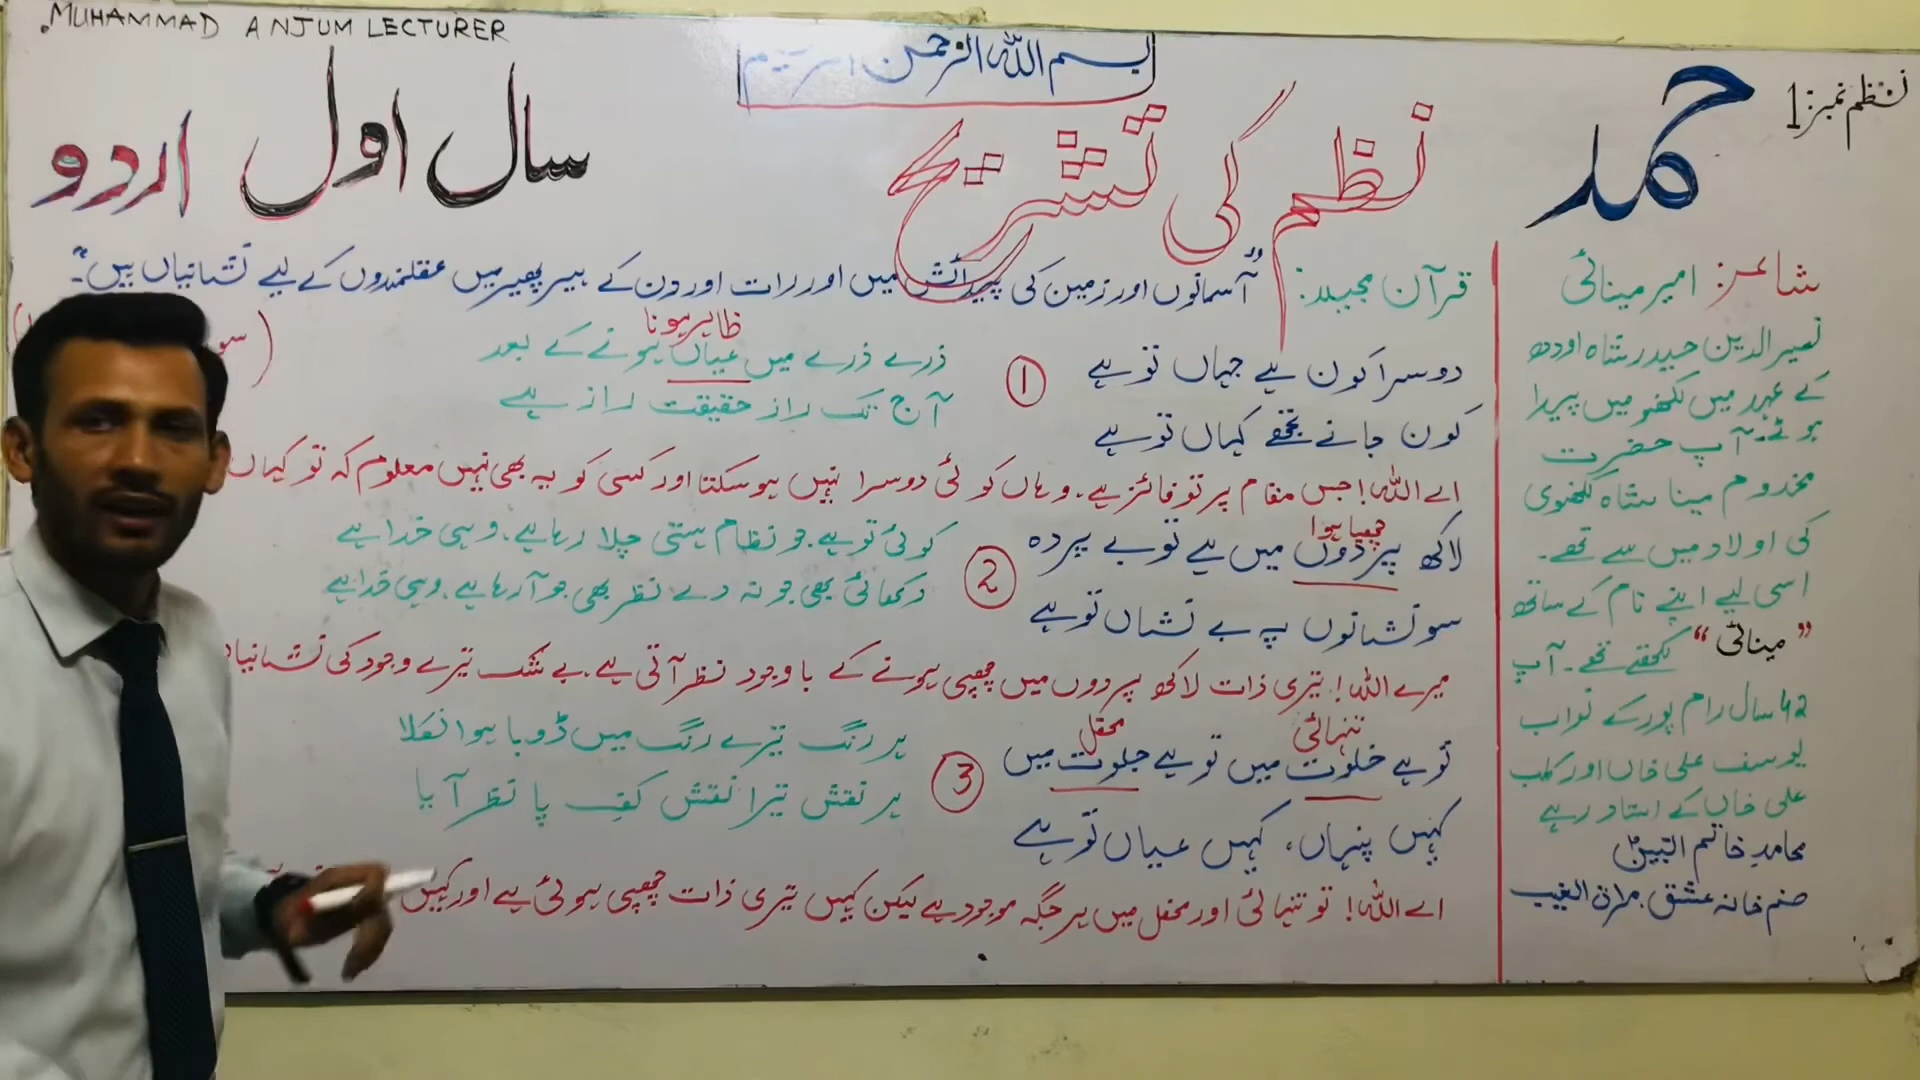 MUHAMMAD ANJUM LECTURER
بسم اللہ الرحمن الرحیم
نظم نمبر:1
حمد
نظم کی تشریح
سال اول
اردو
شاعر: امیر مینائی
نصیرالدین حیدر شاہ اودھ
کے عہد میں لکھنو میں پیدا
ہوئے۔ آپ حضرت
مخدوم مینا شاہ لکھنوی
کی اولاد میں سے تھے۔
اسی لیے اپنے نام کے ساتھ
"مینائی" لکھتے تھے۔ آپ
42 سال رام پور کے نواب
یوسف علی خاں اور کلب
علی خاں کے استاد رہے
محامدِ خاتم النبیین
صنم خانہ عشق، مراۃ الغیب
قرآن مجید: "آسمانوں اور زمین کی پیدائش میں اور رات اور دن کے ہیر پھیر میں عقلمندوں کے لیے نشانیاں ہیں۔"
(سو
1
دوسرا کون ہے جہاں تو ہے
کون جانے تجھے کہاں تو ہے
ظاہر ہونا
ذرے ذرے میں عیاں ہونے کے بعد
آج تک راز حقیقت راز ہے
اے اللہ! جس مقام پر تو فائز ہے۔ وہاں کوئی دوسرا نہیں ہو سکتا اور کسی کو یہ بھی نہیں معلوم کہ تو کہاں
2
چھپا ہوا
لاکھ پردوں میں ہے تو بے پردہ
سو نشانوں پہ بے نشاں تو ہے
کوئی تو ہے جو نظام ہستی چلا رہا ہے، وہی خدا ہے
دکھائی بھی جو نہ دے نظر بھی جو آرہا ہے، وہی خدا ہے
میرے اللہ! تیری ذات لاکھ پردوں میں چھپی ہونے کے باوجود نظر آتی ہے۔ بے شک تیرے وجود کی نشانیاں
3
تنہائی
محفل
تو ہے خلوت میں تو ہے جلوت میں
کہیں پنہاں، کہیں عیاں تو ہے
ہر رنگ تیرے رنگ میں ڈوبا ہوا نکلا
ہر نقش تیرا نقش کف پا نظر آیا
اے اللہ! تو تنہائی اور محفل میں ہر جگہ موجود ہے لیکن کہیں تیری ذات چھپی ہوئی ہے اور کہیں